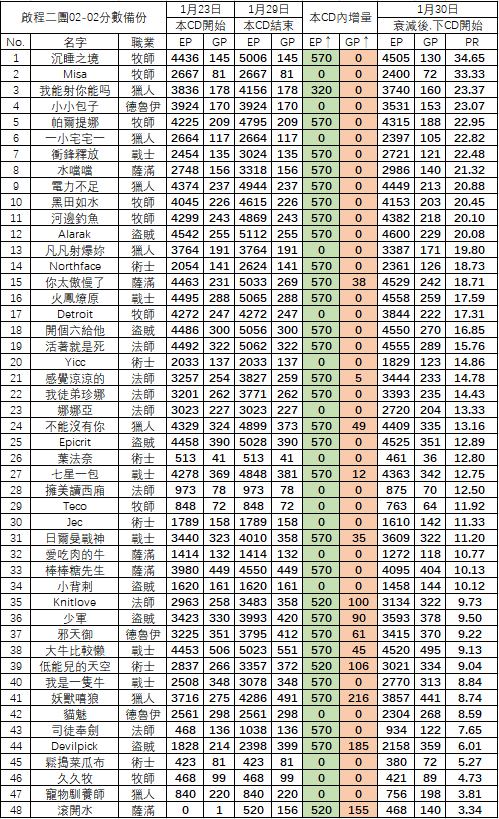 啟程二團02-02分數備份 1月23日 1月29日 本CD內增量 1月30日
本CD開始 本CD結束 衰減後,下CD開始
No. 名字 職業 EP GP EP GP EP↑ GP↑ EP GP PR
1 沉睡之境 牧師 4436 145 5006 145 570 0 4505 130 34.65
2 Misa 牧師 2667 81 2667 81 0 0 2400 72 33.33
3 我能射你能吗 獵人 3836 178 4156 178 320 0 3740 160 23.37
4 小小包子 德魯伊 3924 170 3924 170 0 0 3531 153 23.07
5 帕爾提娜 牧師 4225 209 4795 209 570 0 4315 188 22.95
6 一小宅宅一 獵人 2664 117 2664 117 0 0 2397 105 22.82
7 衝鋒釋放 戰士 2454 135 3024 135 570 0 2721 121 22.48
8 水噹噹 薩滿 2748 156 3318 156 570 0 2986 140 21.32
9 電力不足 獵人 4374 237 4944 237 570 0 4449 213 20.88
10 黑田如水 牧師 4045 226 4615 226 570 0 4153 203 20.45
11 河邊釣魚 牧師 4299 243 4869 243 570 0 4382 218 20.10
12 Alarak 盜賊 4542 255 5112 255 570 0 4600 229 20.08
13 凡凡射爆妳 獵人 3764 191 3764 191 0 0 3387 171 19.80
14 Northface 術士 2054 141 2624 141 570 0 2361 126 18.73
15 你太傲慢了 薩滿 4463 231 5033 269 570 38 4529 242 18.71
16 火鳳燎原 戰士 4495 288 5065 288 570 0 4558 259 17.59
17 Detroit 牧師 4272 247 4272 247 0 0 3844 222 17.31
18 開個六給他 盜賊 4486 300 5056 300 570 0 4550 270 16.85
19 活著就是死 法師 4492 322 5062 322 570 0 4555 289 15.76
20 Yicc 術士 2033 137 2033 137 0 0 1829 123 14.86
21 感覺涼涼的 法師 3257 254 3827 259 570 5 3444 233 14.78
22 我徒弟珍娜 法師 3201 262 3771 262 570 0 3393 235 14.43
23 娜娜亞 法師 3023 227 3023 227 0 0 2720 204 13.33
24 不能沒有你 獵人 4329 324 4899 373 570 49 4409 335 13.16
25 Epicrit 盜賊 4458 390 5028 390 570 0 4525 351 12.89
26 葉法奈 術士 513 41 513 41 0 0 461 36 12.80
27 七星一包 戰士 4278 369 4848 381 570 12 4363 342 12.75
28 擁美讀西廂 法師 973 78 973 78 0 0 875 70 12.50
29 Teco 牧師 848 72 848 72 0 0 763 64 11.92
30 Jec 術士 1789 158 1789 158 0 0 1610 142 11.33
31 日爾曼戰神 戰士 3440 323 4010 358 570 35 3609 322 11.20
32 愛吃肉的牛 薩滿 1414 132 1414 132 0 0 1272 118 10.77
33 棒棒糖先生 薩滿 3980 449 4550 449 570 0 4095 404 10.13
34 小背刺 盜賊 1620 161 1620 161 0 0 1458 144 10.12
35 Knitlove 法師 2963 258 3483 358 520 100 3134 322 9.73
36 少軍 盜賊 3423 330 3993 420 570 90 3593 378 9.50
37 邪天御 德魯伊 3225 351 3795 412 570 61 3415 370 9.22
38 大牛比較懶 戰士 4453 506 5023 551 570 45 4520 495 9.13
39 低能兒的天空 術士 2837 266 3357 372 520 106 3021 334 9.04
40 我是一隻牛 戰士 2508 348 3078 348 570 0 2770 313 8.84
41 妖獸嘻狼 獵人 3716 275 4286 491 570 216 3857 441 8.74
42 貓魅 德魯伊 2561 298 2561 298 0 0 2304 268 8.59
43 司徒奉劍 法師 468 136 1038 136 570 0 934 122 7.65
44 Devilpick 盜賊 1828 214 2398 399 570 185 2158 359 6.01
45 鬆搗菜瓜布 術士 423 81 423 81 0 0 380 72 5.27
46 久久牧 牧師 468 99 468 99 0 0 421 89 4.73
47 寵物馴養師 獵人 840 220 840 220 0 0 756 198 3.81
48 滾開水 薩滿 0 1 520 156 520 155 468 140 3.34